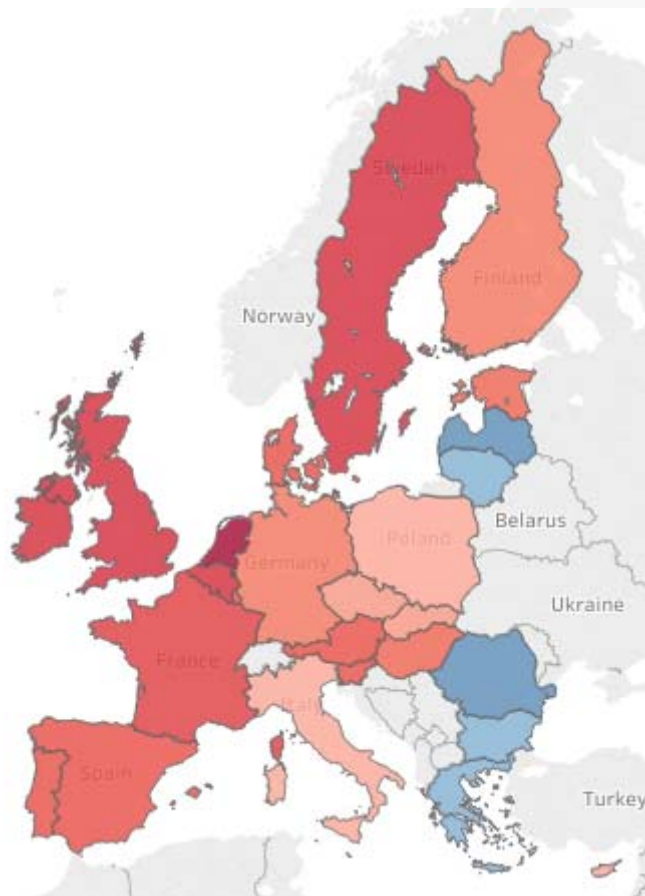 Sweden
Finland
Norway
Belarus
Germany
Poland
Ukraine
France
Italy
Spain
Turkey